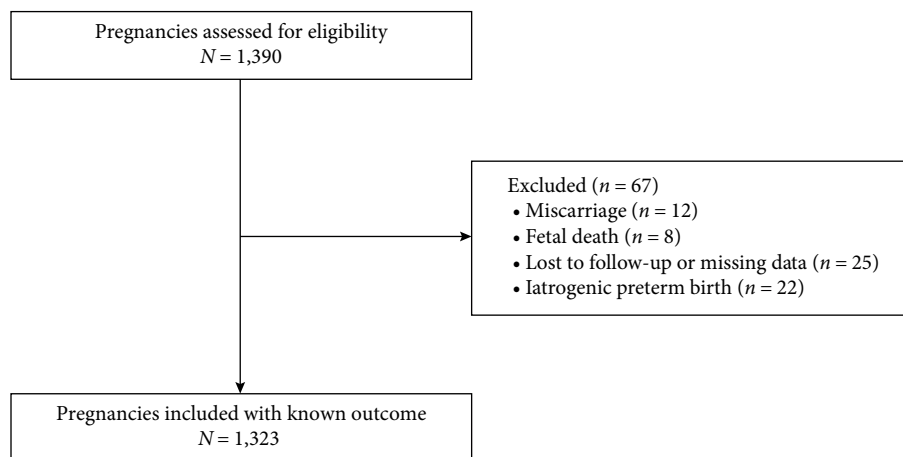 Pregnancies assessed for eligibility
N = 1,390
Excluded (n = 67)
• Miscarriage (n = 12)
• Fetal death (n = 8)
• Lost to follow-up or missing data (n = 25)
• Iatrogenic preterm birth (n = 22)
Pregnancies included with known outcome
N = 1,323